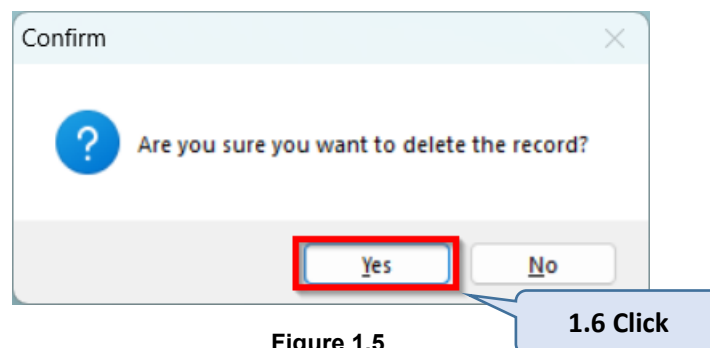 Confirm
Are you sure you want to delete the record?
Yes
No
1.6 Click
Figure 1.5